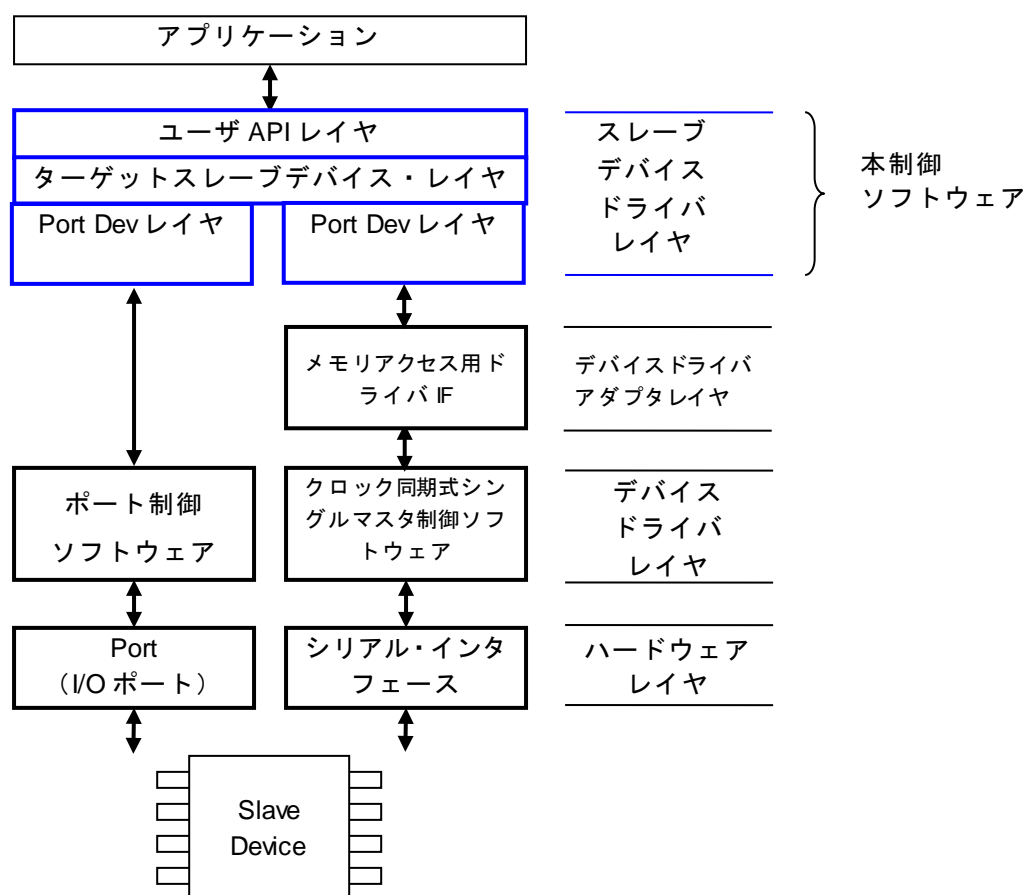 アプリケーション
ユーザ API レイヤ
ターゲットスレーブデバイス・レイヤ
Port Dev レイヤ
Port Dev レイヤ
スレーブ
デバイス
ドライバ
レイヤ
本制御
ソフトウェア
メモリアクセス用ド
ライバ IF
デバイスドライバ
アダプタレイヤ
ポート制御
ソフトウェア
クロック同期式シン
グルマスタ制御ソフ
トウェア
デバイス
ドライバ
レイヤ
Port
（I/O ポート）
シリアル・インタ
フェース
ハードウェア
レイヤ
Slave
Device